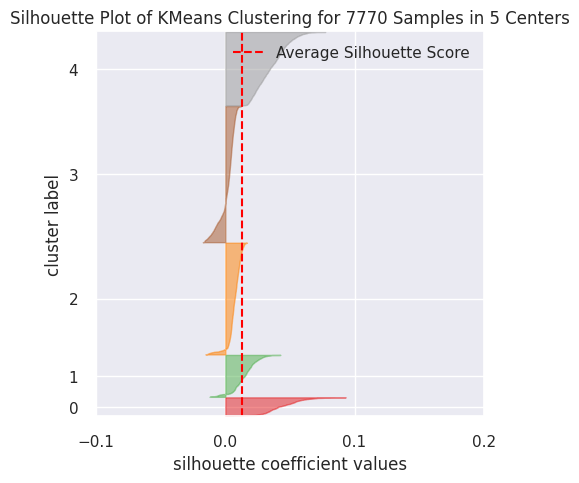 Silhouette Plot of KMeans Clustering for 7770 Samples in 5 Centers
Average Silhouette Score
4
3
2
1
0
cluster label
−0.1
0.0
0.1
0.2
silhouette coefficient values